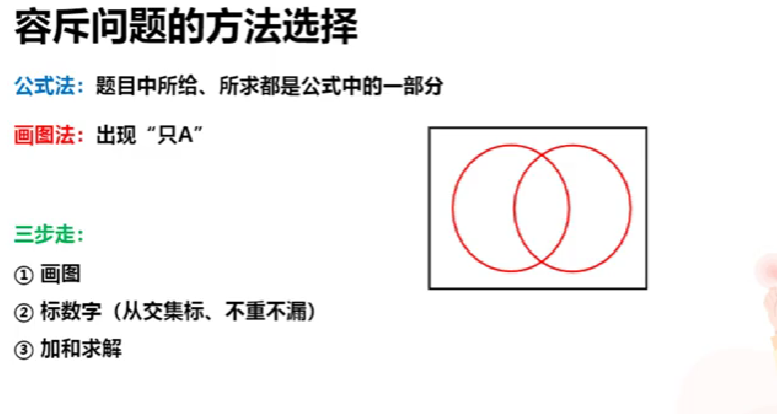 容斥问题的方法选择
公式法：题目中所给、所求都是公式中的一部分
画图法：出现“只A”
三步走：
① 画图
② 标数字（从交集标、不重不漏）
③ 加和求解